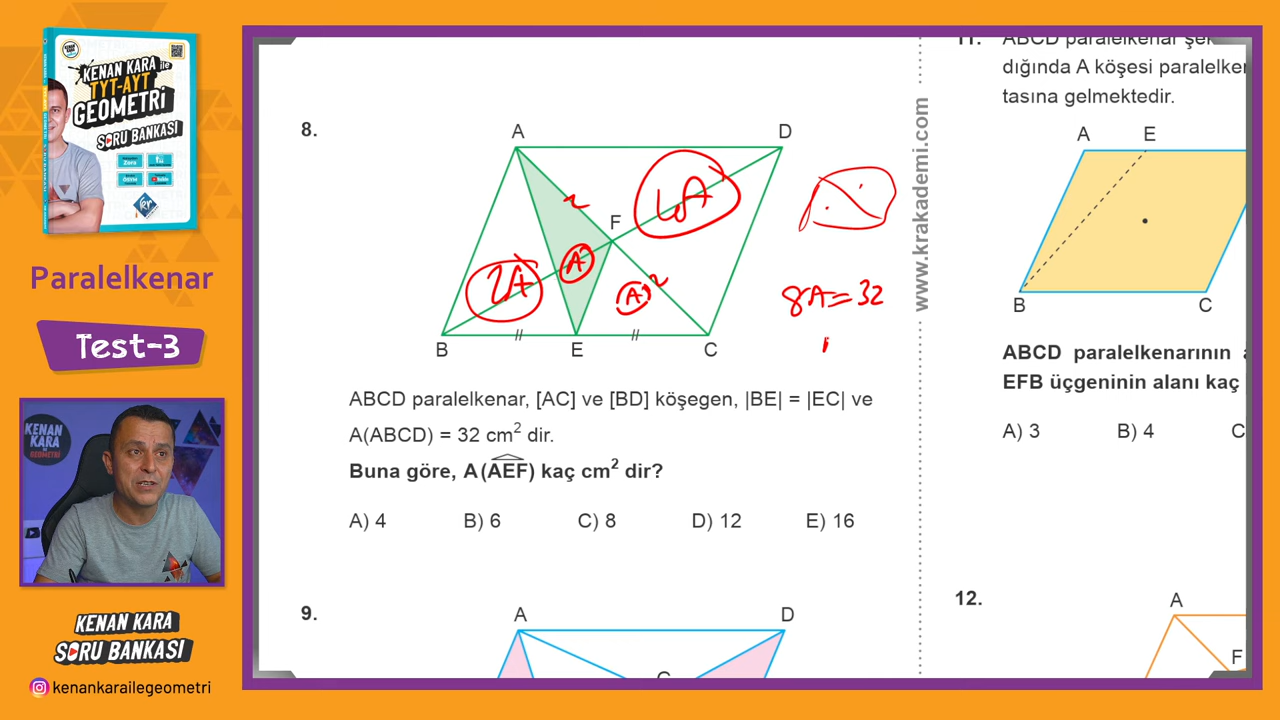 KENAN KARA ile
TYT-AYT
GEOMETRİ
SORU BANKASI
Paralelkenar
Test-3
KENAN KARA
SORU BANKASI
kenankarailegeometri
8.
A
D
F
B
E
C
2A
A
A
4A
2
2
8A=32
ABCD paralelkenar, [AC] ve [BD] köşegen, |BE| = |EC| ve
A(ABCD) = 32 cm² dir.
Buna göre, A(AEF) kaç cm² dir?
A) 4 B) 6 C) 8 D) 12 E) 16
9.
A
D
www.krakademi.com
11. ABCD paralelkenar şek
dığında A köşesi paralelke
tasına gelmektedir.
A
E
B
C
ABCD paralelkenarının a
EFB üçgeninin alanı kaç
A) 3 B) 4 C
12.
A
F